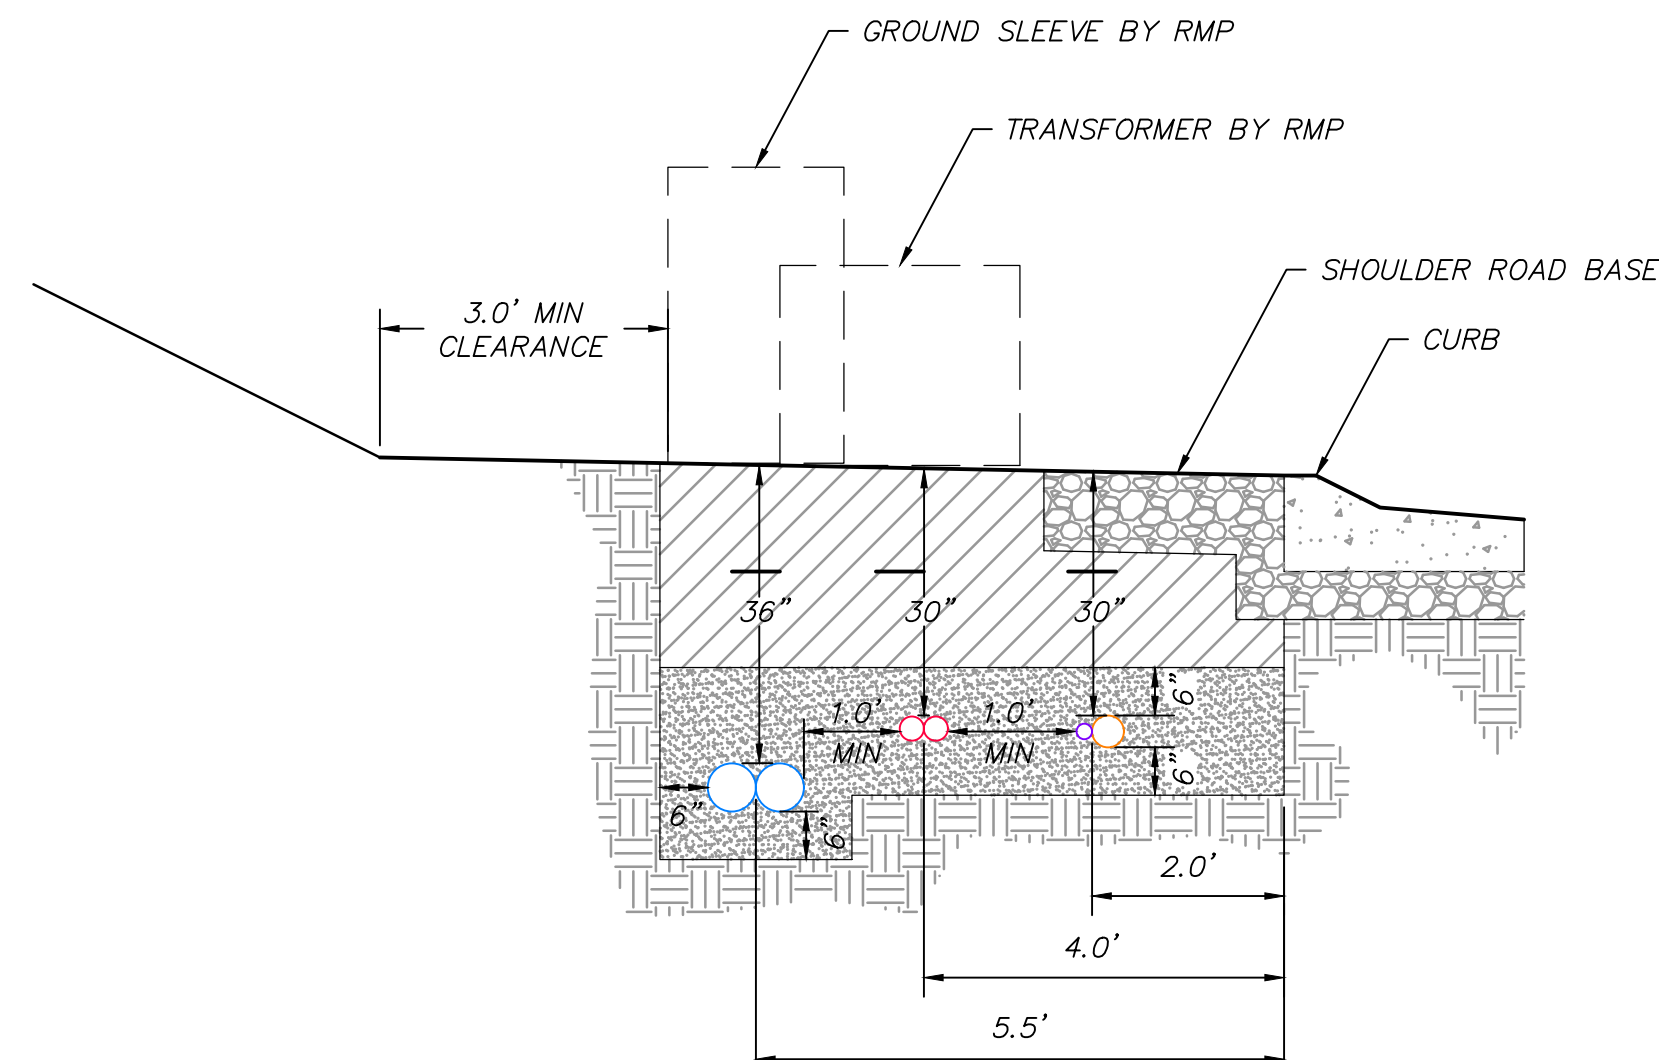 GROUND SLEEVE BY RMP
TRANSFORMER BY RMP
SHOULDER ROAD BASE
3.0' MIN
CLEARANCE
CURB
36"
30"
30"
6"
1.0'
MIN
1.0'
MIN
6"
6"
6"
2.0'
4.0'
5.5'